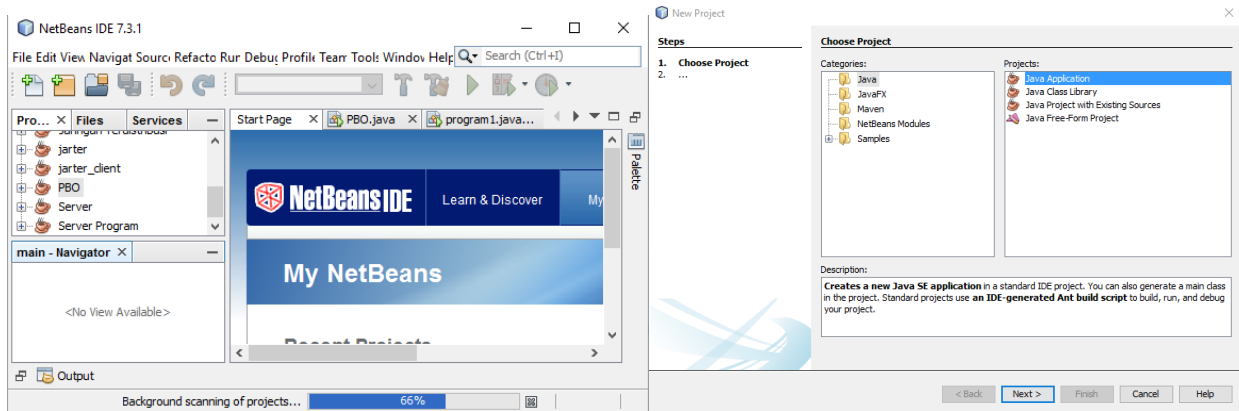 NetBeans IDE 7.3.1
File Edit View Navigat Source Refacto Run Debug Profile Team Tools Window Help Search (Ctrl+I)
Pro... Files Services
jarter
jarter_client
PBO
Server
Server Program
main - Navigator
<No View Available>
Start Page PBO.java program1.java...
NetBeans IDE Learn & Discover My
My NetBeans
Palette
Output
Background scanning of projects... 66%
New Project
Steps
1. Choose Project
2. ...
Choose Project
Categories:
Java
JavaFX
Maven
NetBeans Modules
Samples
Projects:
Java Application
Java Class Library
Java Project with Existing Sources
Java Free-Form Project
Description:
Creates a new Java SE application in a standard IDE project. You can also generate a main class
in the project. Standard projects use an IDE-generated Ant build script to build, run, and debug
your project.
< Back Next > Finish Cancel Help